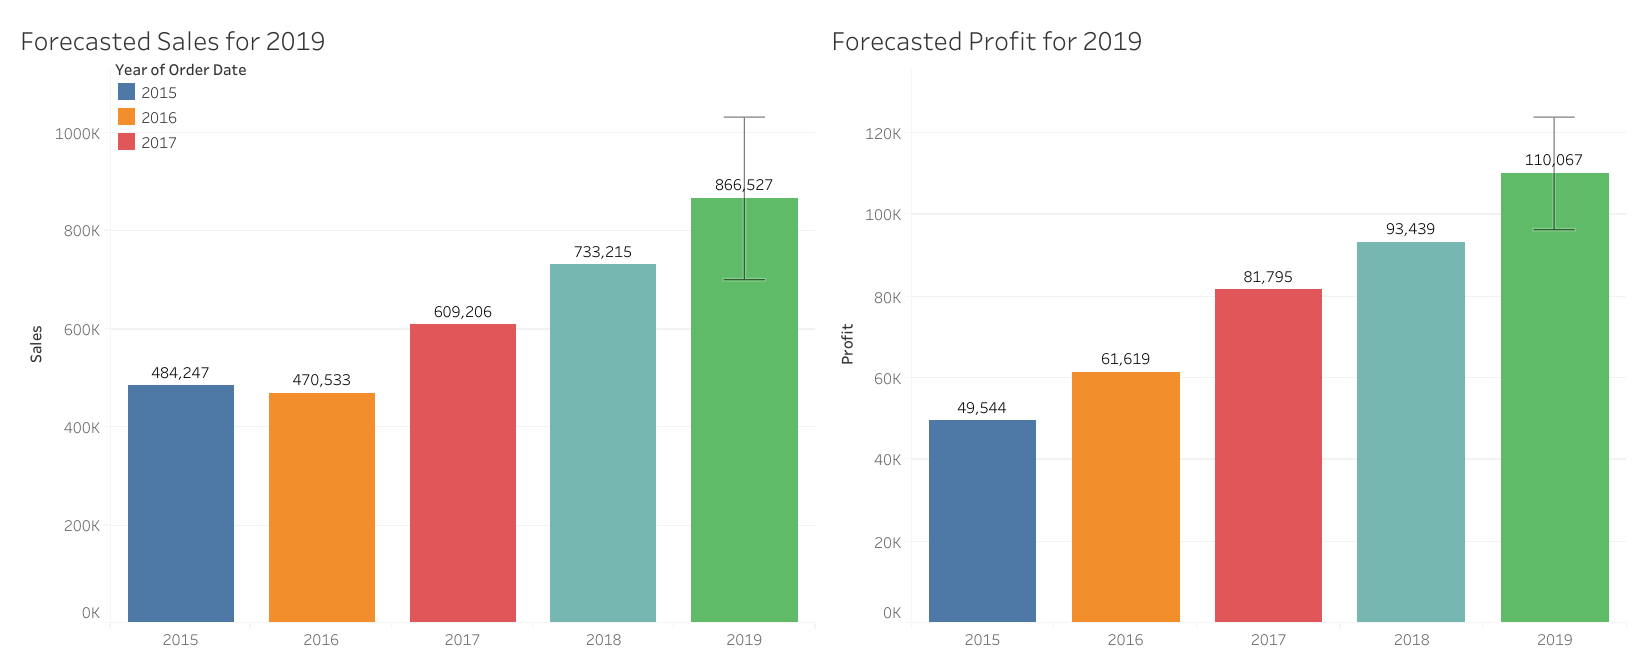 Forecasted Sales for 2019
Year of Order Date
2015
2016
2017
1000K
800K
600K
400K
200K
0K
Sales
484,247
470,533
609,206
733,215
866,527
2015
2016
2017
2018
2019
Forecasted Profit for 2019
120K
100K
80K
60K
40K
20K
0K
Profit
49,544
61,619
81,795
93,439
110,067
2015
2016
2017
2018
2019